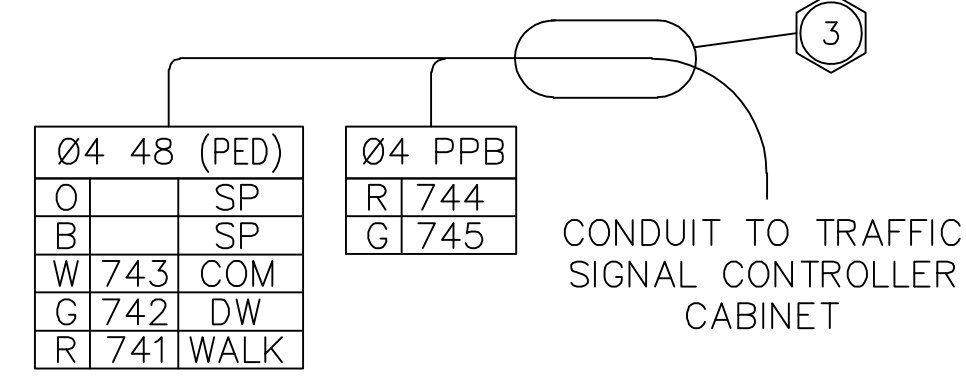 3
Ø4 48 (PED)
O SP
B SP
W 743 COM
G 742 DW
R 741 WALK
Ø4 PPB
R 744
G 745
CONDUIT TO TRAFFIC
SIGNAL CONTROLLER
CABINET